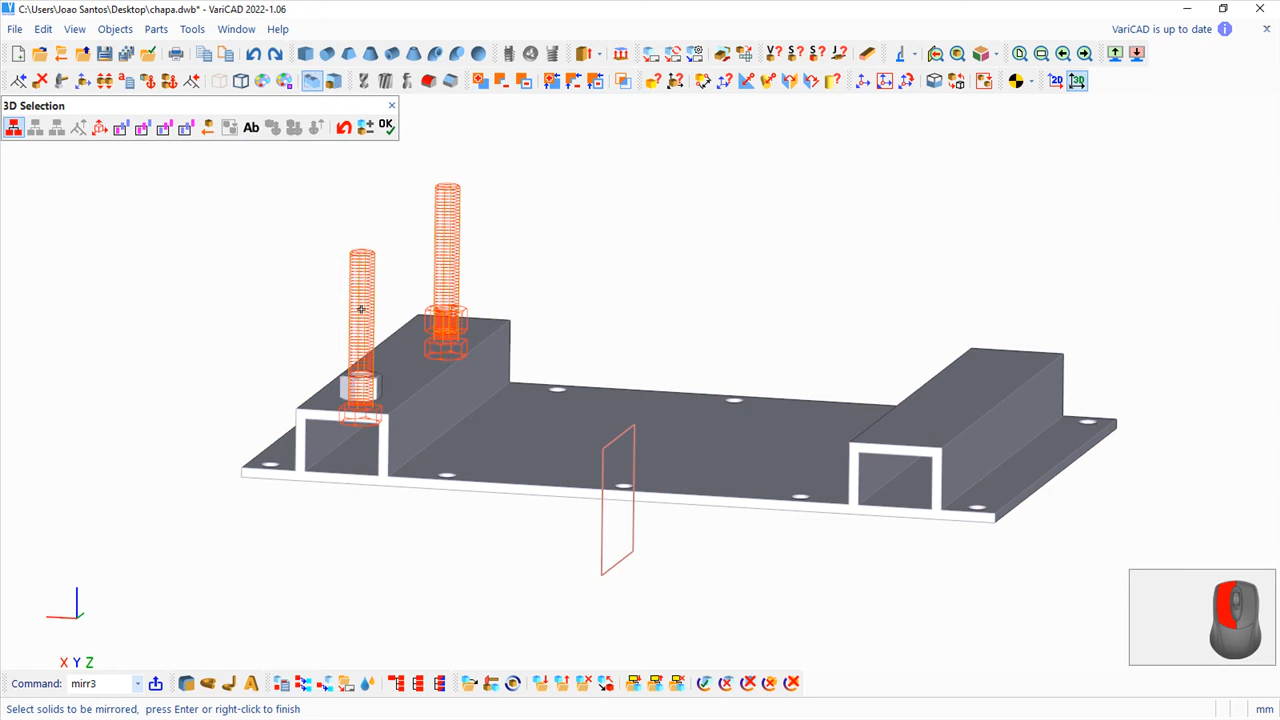 C:\Users\Joao Santos\Desktop\chapa.dwb* - VariCAD 2022-1.06
File Edit View Objects Parts Tools Window Help
VariCAD is up to date
3D Selection
Ab OK
X Y Z
Command: mirr3
Select solids to be mirrored, press Enter or right-click to finish
mm